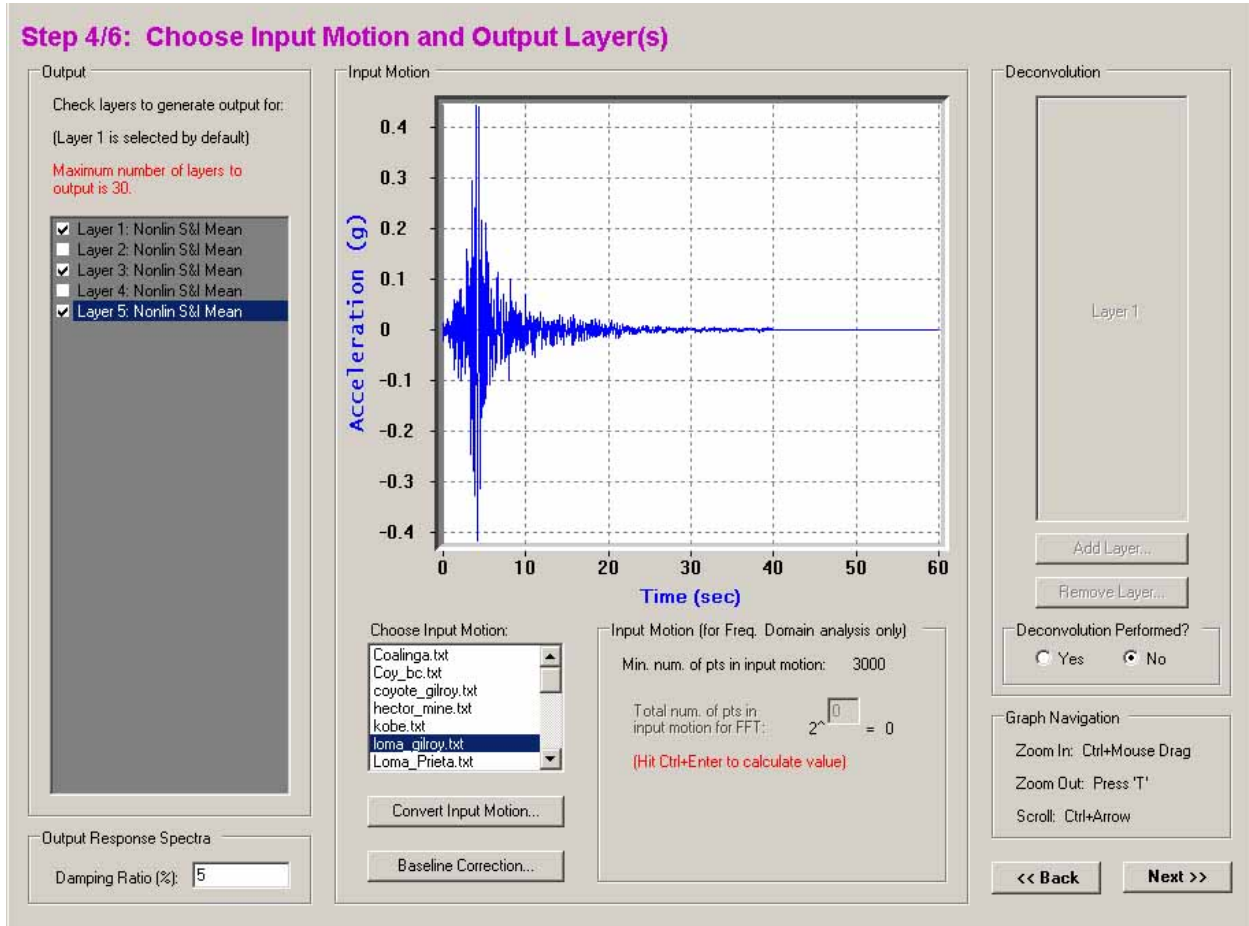 Step 4/6: Choose Input Motion and Output Layer(s)
Output
Check layers to generate output for:
(Layer 1 is selected by default)
Maximum number of layers to
output is 30.
Layer 1: Nonlin S&I Mean
Layer 2: Nonlin S&I Mean
Layer 3: Nonlin S&I Mean
Layer 4: Nonlin S&I Mean
Layer 5: Nonlin S&I Mean
Output Response Spectra
Damping Ratio (%): 5
Input Motion
Acceleration (g)
0.4
0.3
0.2
0.1
0
-0.1
-0.2
-0.3
-0.4
0 10 20 30 40 50 60
Time (sec)
Choose Input Motion:
Coalinga.txt
Coy_bc.txt
coyote_gilroy.txt
hector_mine.txt
kobe.txt
loma_gilroy.txt
Loma_Prieta.txt
Convert Input Motion...
Baseline Correction...
Input Motion (for Freq. Domain analysis only)
Min. num. of pts in input motion: 3000
Total num. of pts in
input motion for FFT: 2^ 0 = 0
(Hit Ctrl+Enter to calculate value)
Deconvolution
Layer 1
Add Layer...
Remove Layer...
Deconvolution Performed?
Yes No
Graph Navigation
Zoom In: Ctrl+Mouse Drag
Zoom Out: Press 'T'
Scroll: Ctrl+Arrow
<< Back Next >>